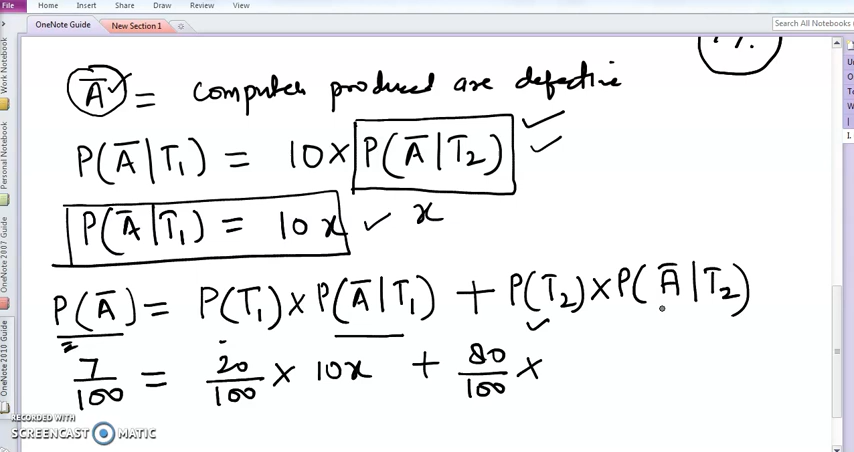 File Home Insert Share Draw Review View
OneNote Guide New Section 1
Search All Notebooks
7%
Ā = computer produced are defective
P(Ā|T₁) = 10× P(Ā|T₂)
P(Ā|T₁) = 10x x
P(Ā) = P(T₁)×P(Ā|T₁) + P(T₂)×P(Ā|T₂)
7/100 = 20/100 × 10x + 80/100 ×
Work Notebook
Personal Notebook
OneNote 2007 Guide
OneNote 2010 Guide
RECORDED WITH
SCREENCAST MATIC